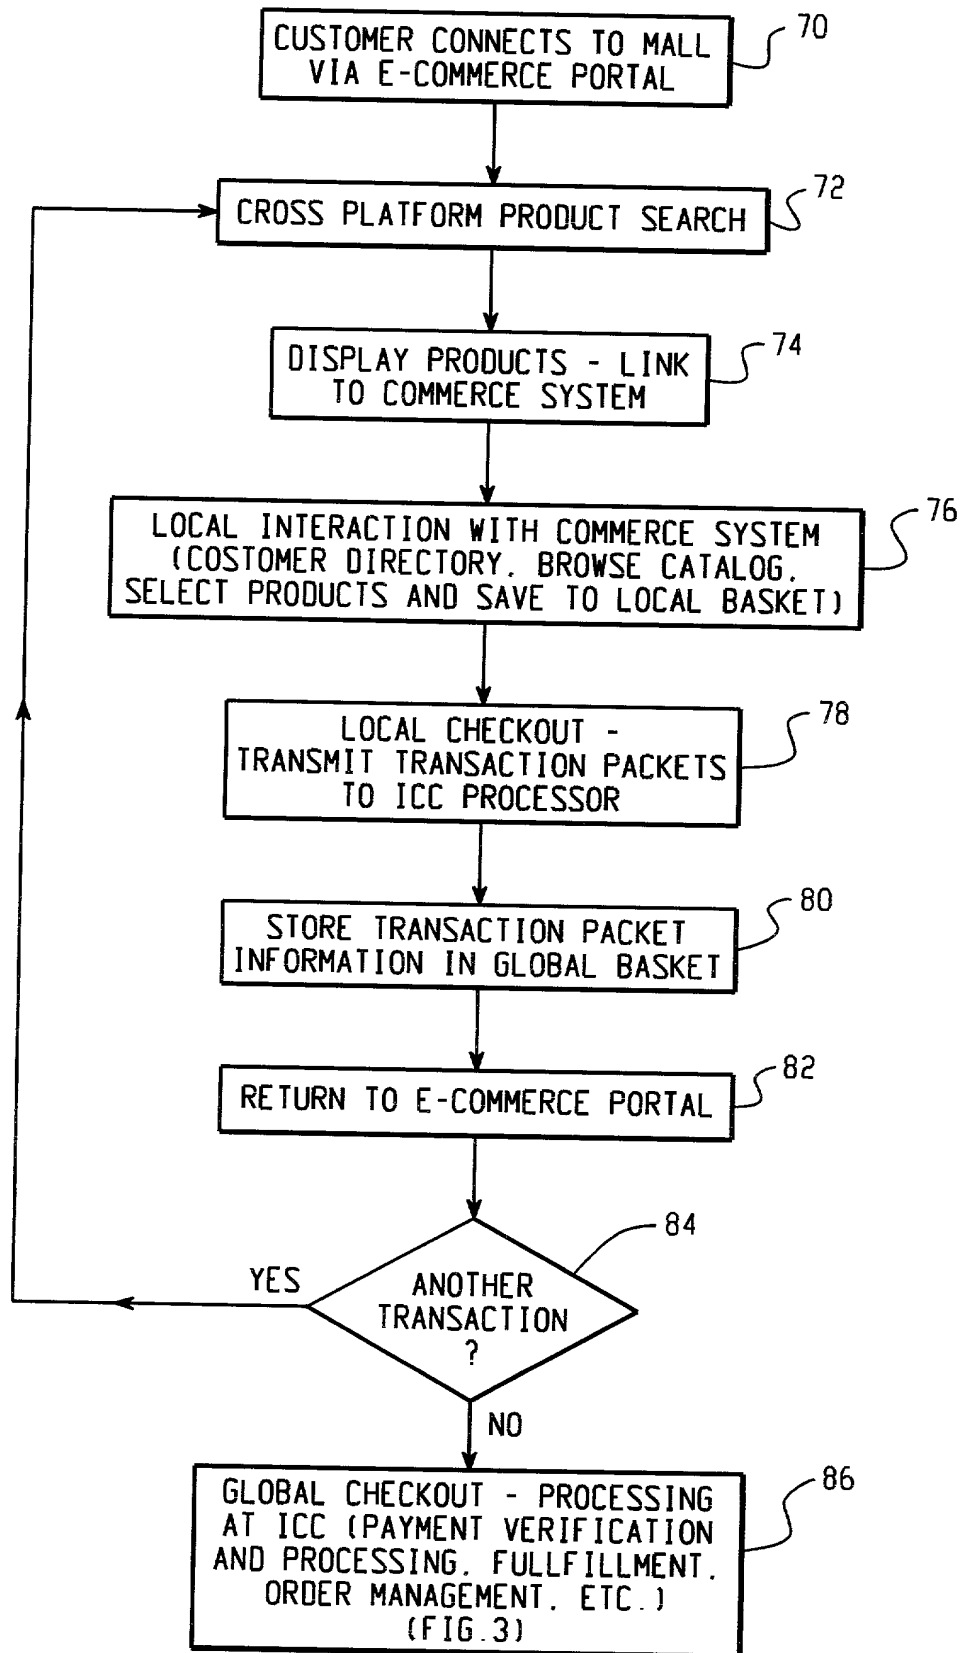 CUSTOMER CONNECTS TO MALL
VIA E-COMMERCE PORTAL
70
CROSS PLATFORM PRODUCT SEARCH
72
DISPLAY PRODUCTS - LINK
TO COMMERCE SYSTEM
74
LOCAL INTERACTION WITH COMMERCE SYSTEM
(COSTOMER DIRECTORY, BROWSE CATALOG,
SELECT PRODUCTS AND SAVE TO LOCAL BASKET)
76
LOCAL CHECKOUT -
TRANSMIT TRANSACTION PACKETS
TO ICC PROCESSOR
78
STORE TRANSACTION PACKET
INFORMATION IN GLOBAL BASKET
80
RETURN TO E-COMMERCE PORTAL
82
84
YES
ANOTHER
TRANSACTION
?
NO
GLOBAL CHECKOUT - PROCESSING
AT ICC (PAYMENT VERIFICATION
AND PROCESSING, FULLFILLMENT,
ORDER MANAGEMENT, ETC.)
(FIG.3)
86